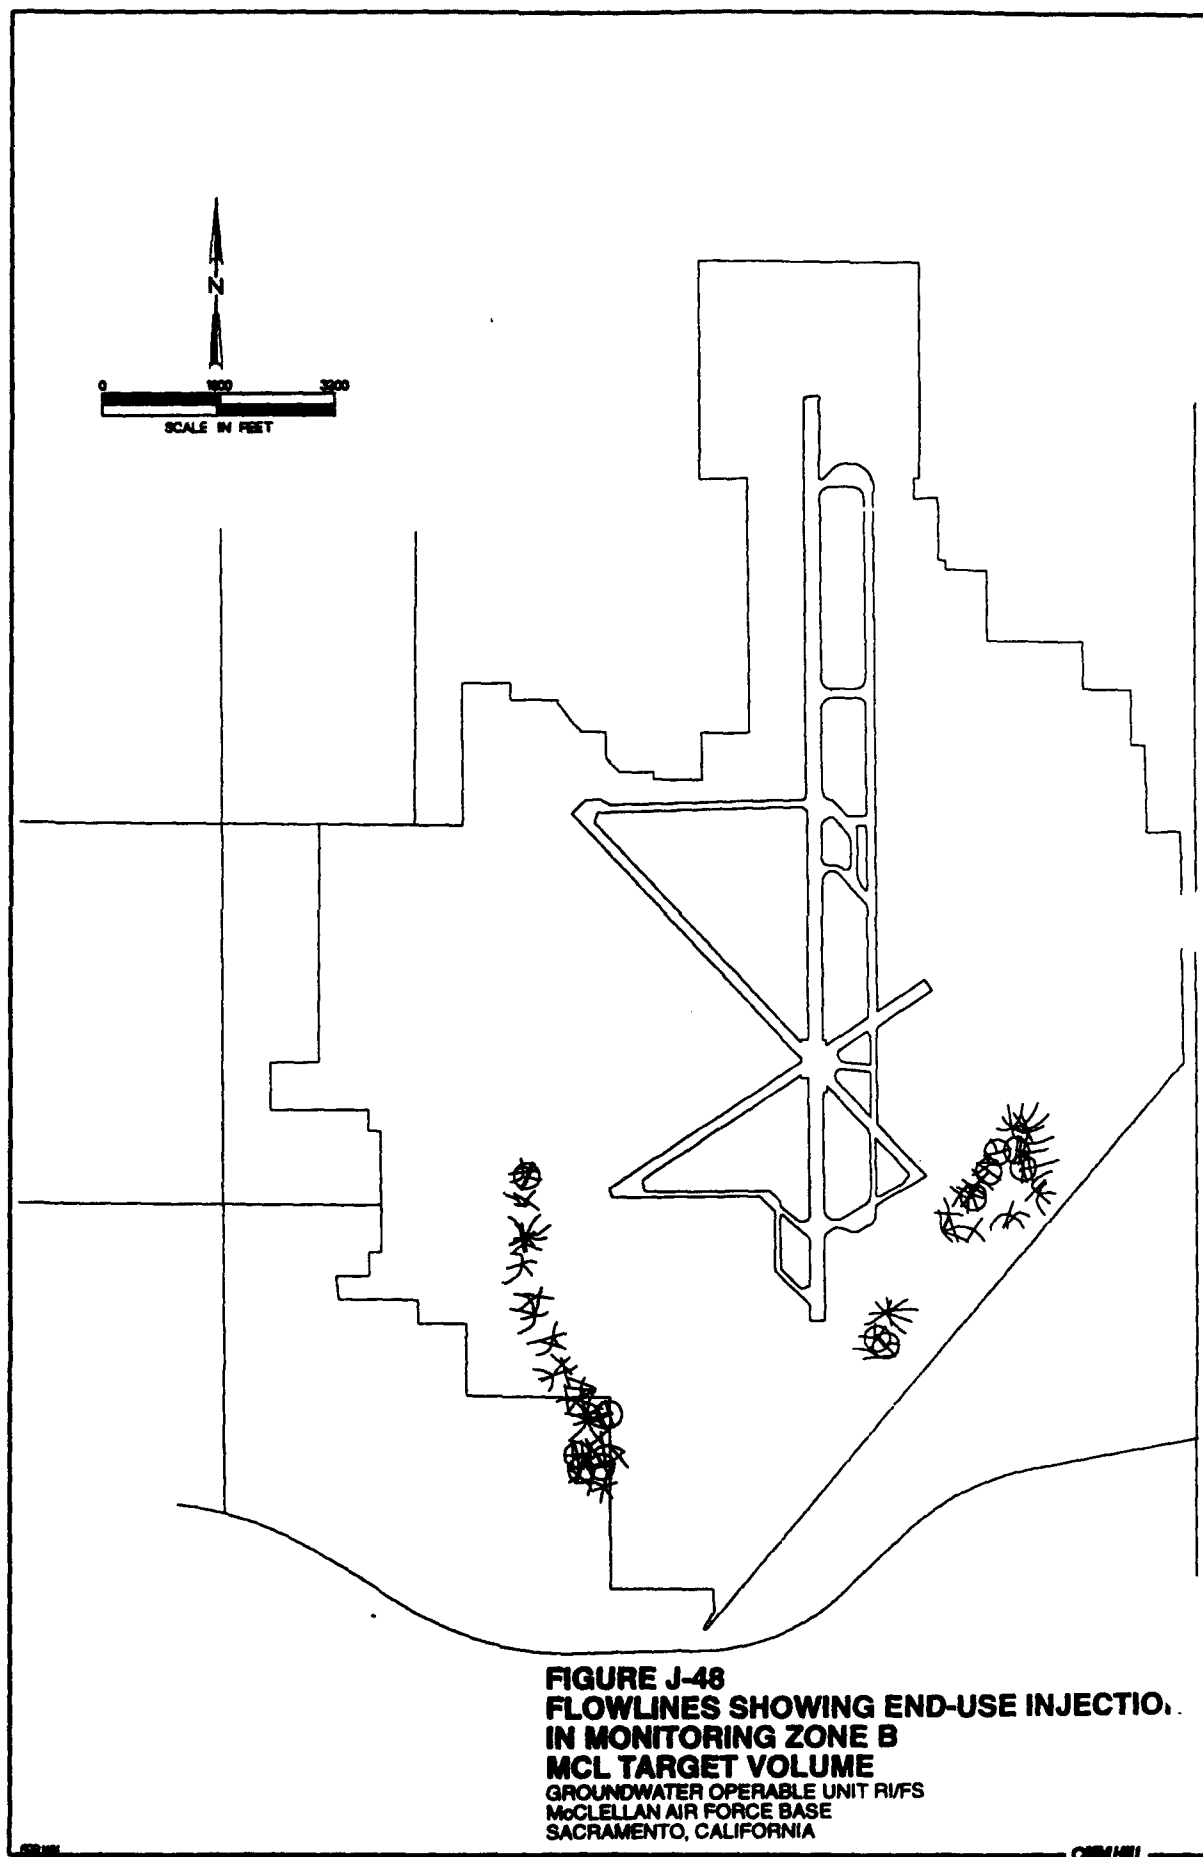 N
0 1600 3200
SCALE IN FEET
FIGURE J-48
FLOWLINES SHOWING END-USE INJECTIO
IN MONITORING ZONE B
MCL TARGET VOLUME
GROUNDWATER OPERABLE UNIT RI/FS
McCLELLAN AIR FORCE BASE
SACRAMENTO, CALIFORNIA